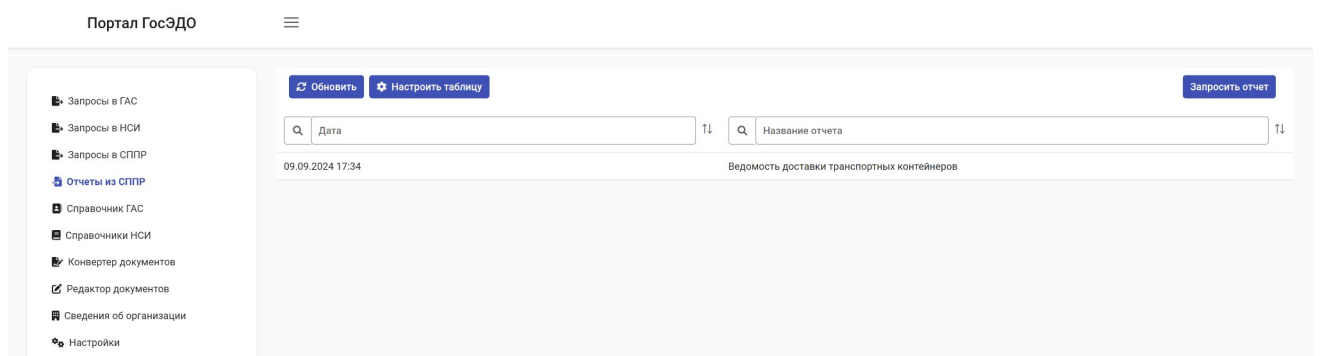 Портал ГосЭДО
Обновить Настроить таблицу Запросить отчет
Дата Название отчета
09.09.2024 17:34 Ведомость доставки транспортных контейнеров
Запросы в ГАС
Запросы в НСИ
Запросы в СППР
Отчеты из СППР
Справочник ГАС
Справочники НСИ
Конвертер документов
Редактор документов
Сведения об организации
Настройки